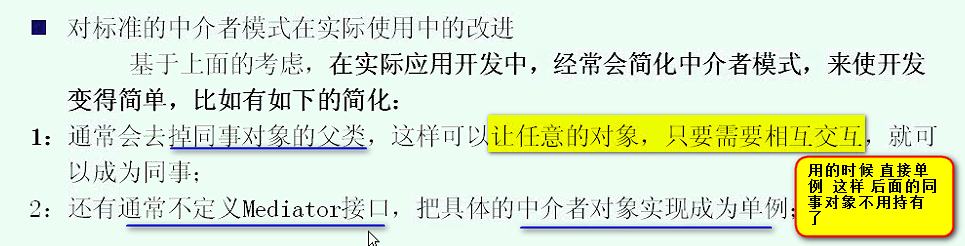 对标准的中介者模式在实际使用中的改进
基于上面的考虑，在实际应用开发中，经常会简化中介者模式，来使开发
变得简单，比如有如下的简化：
1：通常会去掉同事对象的父类，这样可以让任意的对象，只要需要相互交互，就可
以成为同事；
2：还有通常不定义Mediator接口，把具体的中介者对象实现成为单例；
用的时候 直接单
例 这样 后面的同
事对象不用持有
了